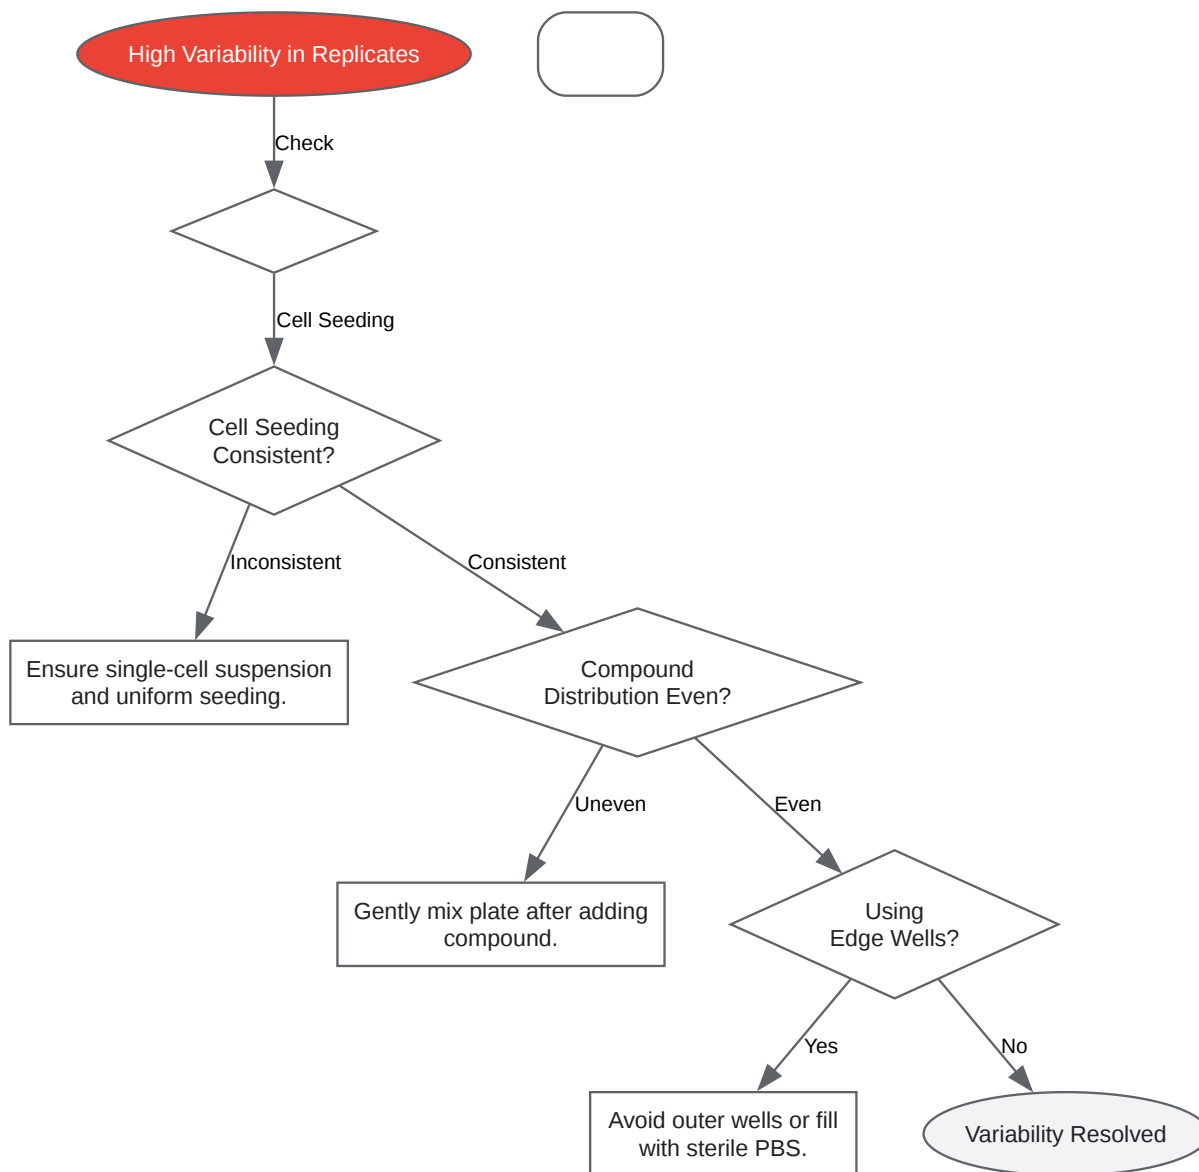 High Variability in Replicates
Check
Cell Seeding
Cell Seeding
Consistent?
Inconsistent
Consistent
Ensure single-cell suspension
and uniform seeding.
Compound
Distribution Even?
Uneven
Even
Gently mix plate after adding
compound.
Using
Edge Wells?
Yes
No
Avoid outer wells or fill
with sterile PBS.
Variability Resolved